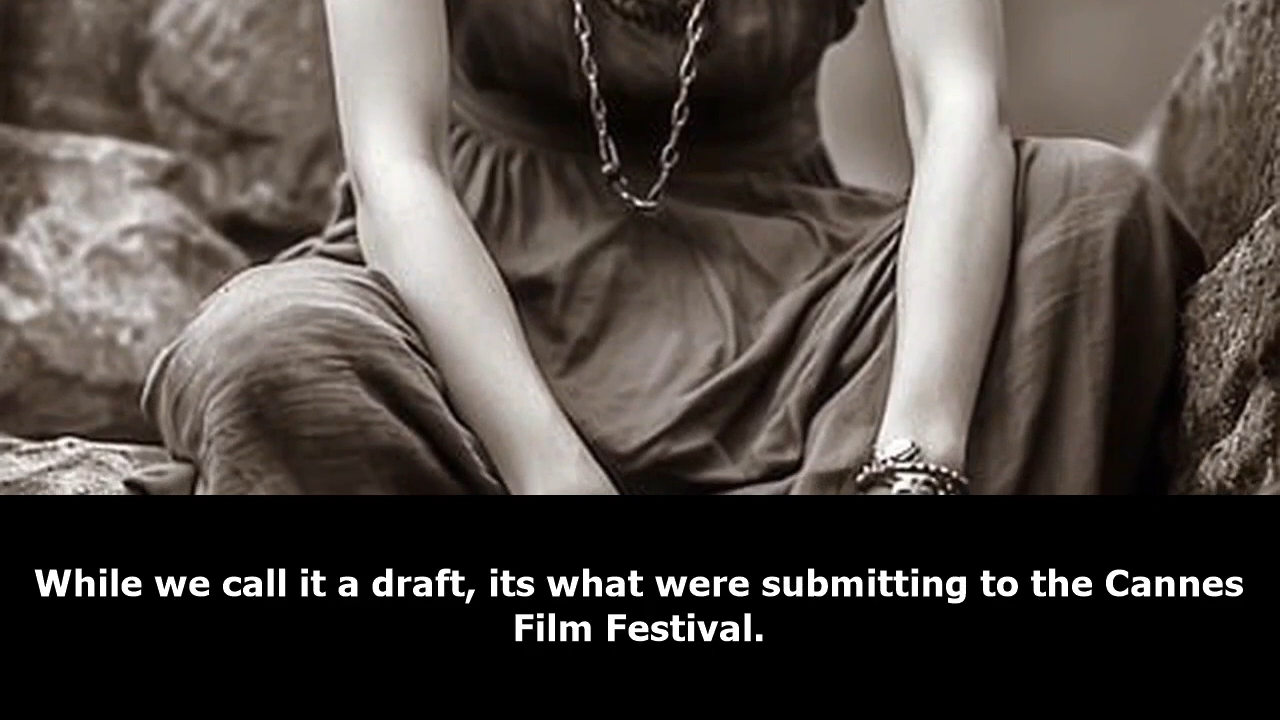 While we call it a draft, its what were submitting to the Cannes
Film Festival.